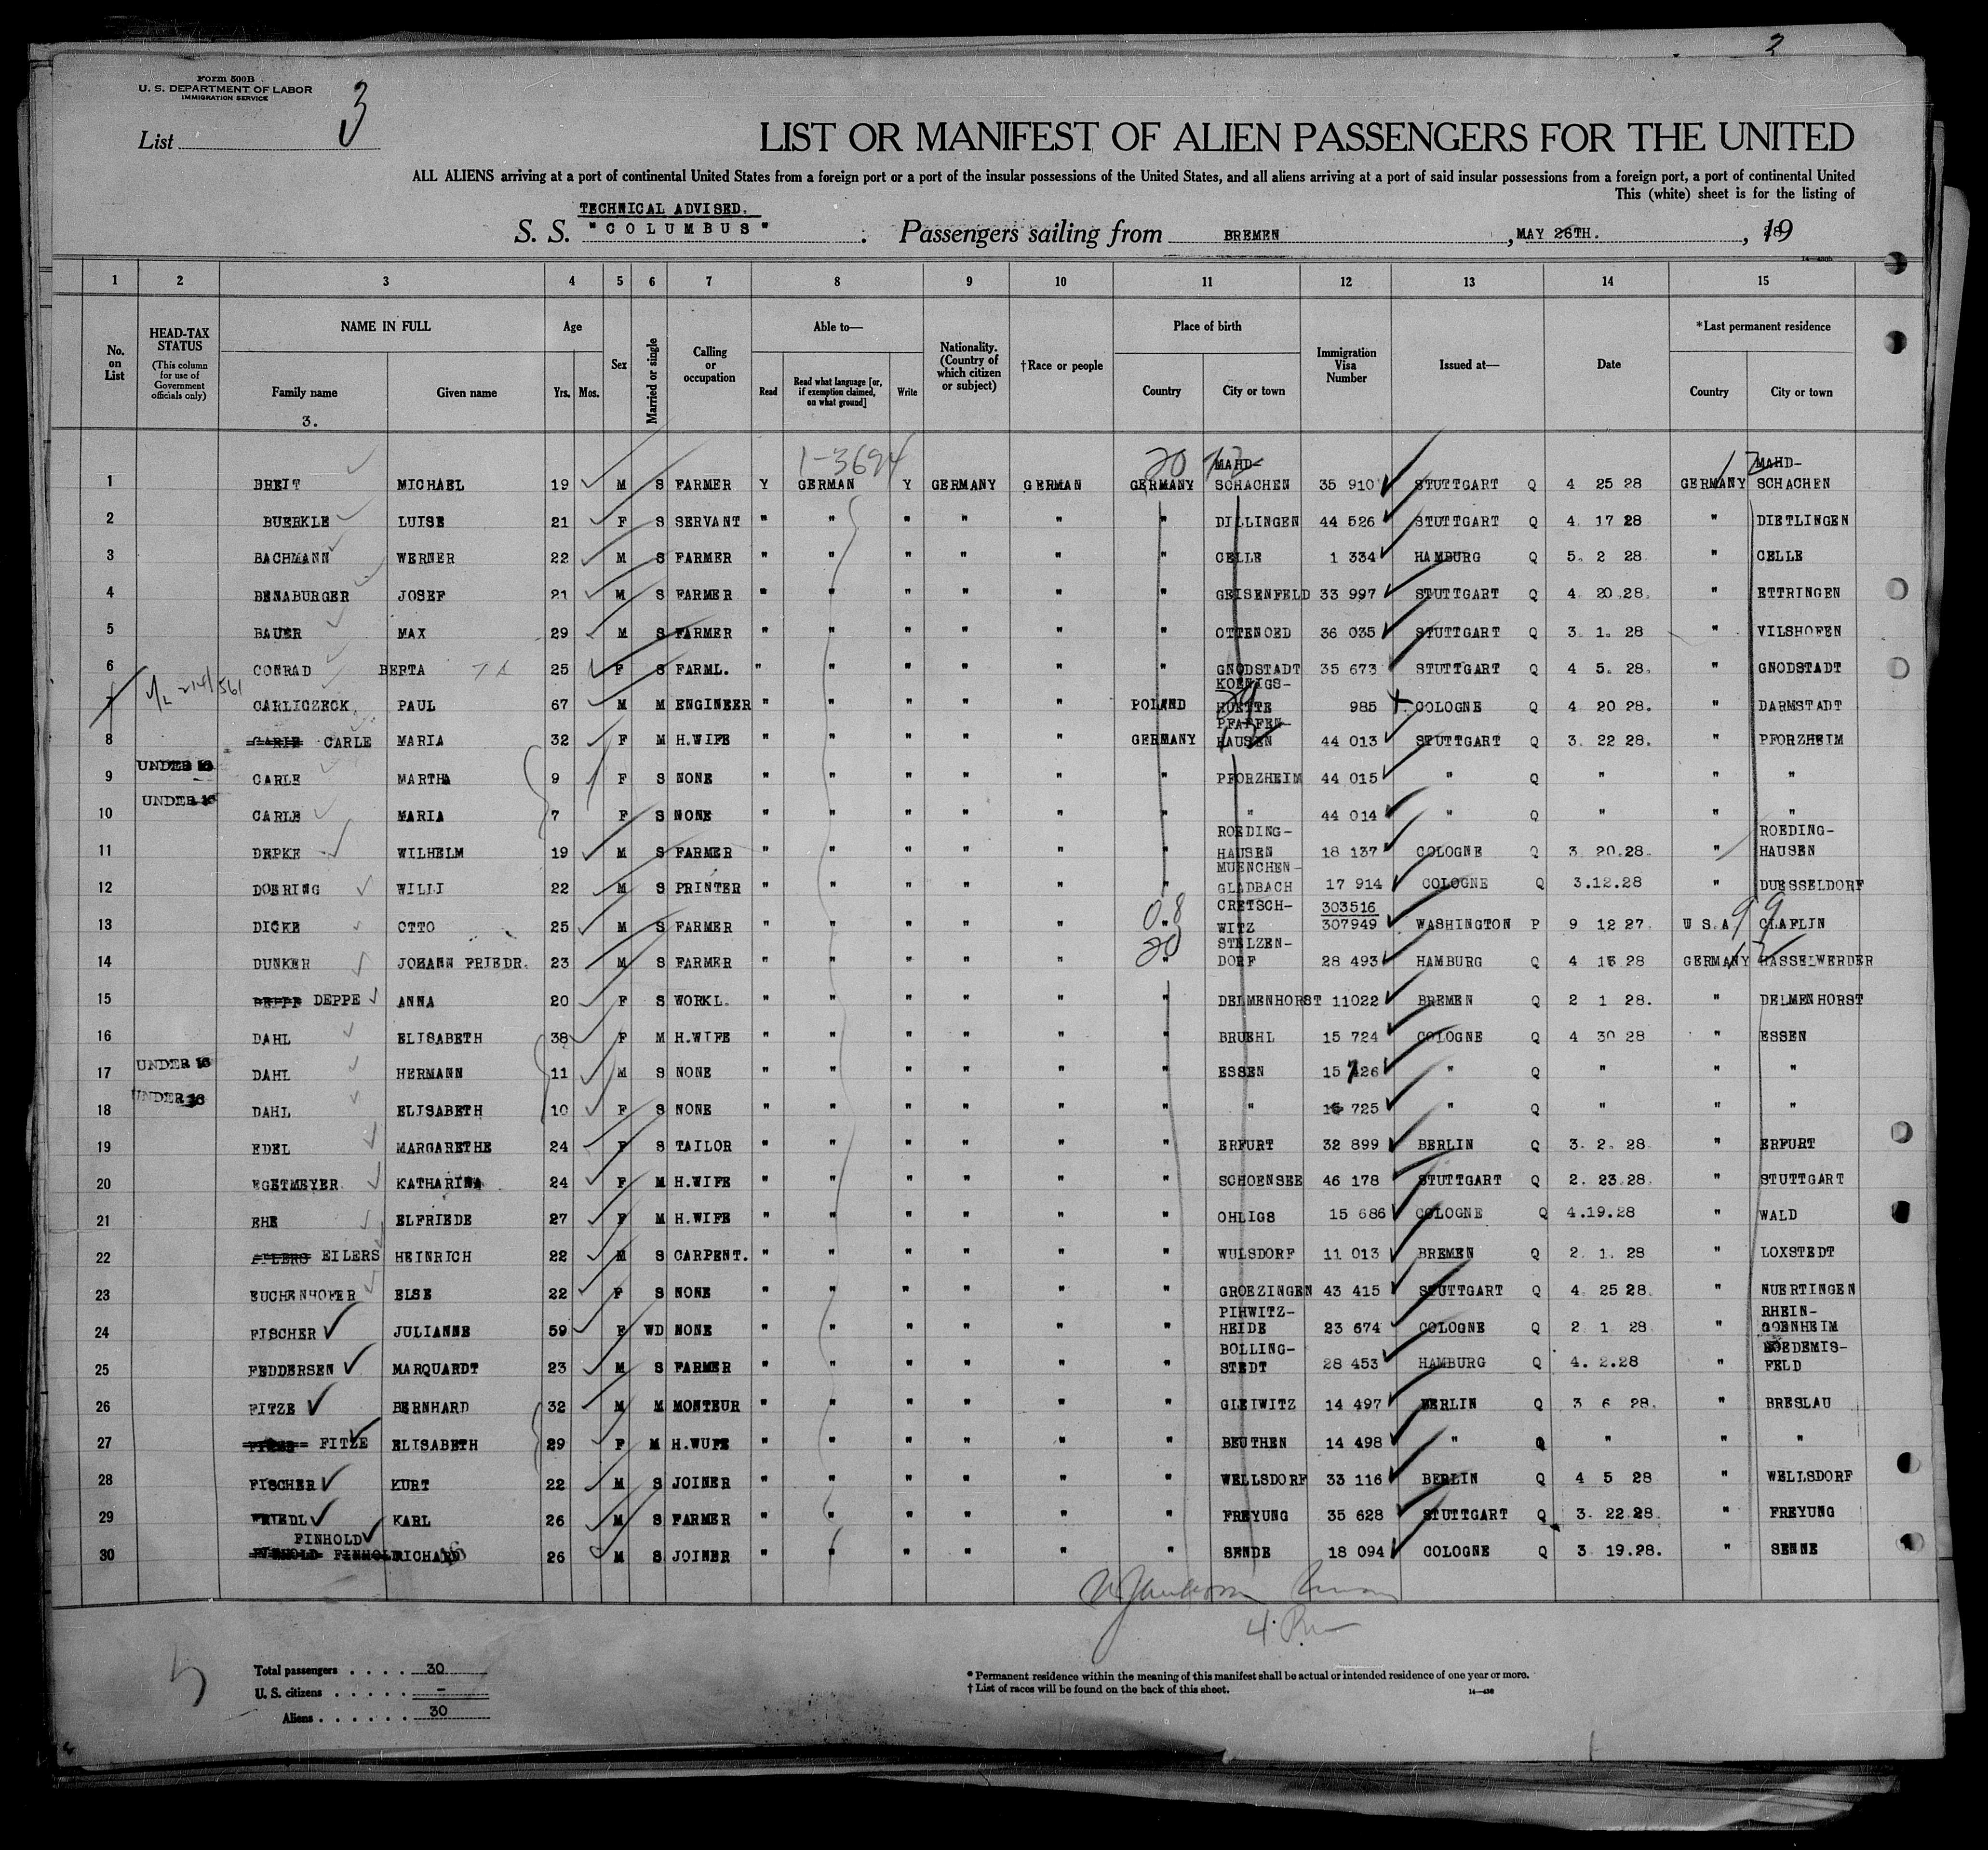 2
Form 500B
U. S. DEPARTMENT OF LABOR
IMMIGRATION SERVICE
List 3
LIST OR MANIFEST OF ALIEN PASSENGERS FOR THE UNITED
ALL ALIENS arriving at a port of continental United States from a foreign port or a port of the insular possessions of the United States, and all aliens arriving at a port of said insular possessions from a foreign port, a port of continental United
This (white) sheet is for the listing of
TECHNICAL ADVISED.
S. S. "COLUMBUS" . Passengers sailing from BREMEN , MAY 26TH. , 19 28
1 2 3 4 5 6 7 8 9 10 11 12 13 14 15
No. on List
HEAD-TAX STATUS (This column for use of Government officials only)
NAME IN FULL Family name Given name
3.
Age Yrs. Mos.
Sex
Married or single
Calling or occupation
Able to— Read Read what language [or, if exemption claimed, on what ground] Write
Nationality. (Country of which citizen or subject)
†Race or people
Place of birth Country City or town
Immigration Visa Number
Issued at—
Date
*Last permanent residence Country City or town
1-3694 20 12 12
1 BREIT MICHAEL 19 M S FARMER Y GERMAN Y GERMANY GERMAN GERMANY MAHD-SCHACHEN 35 910 STUTTGART Q 4 25 28 GERMANY MAHD-SCHACHEN
2 BUERKLE LUISE 21 F S SERVANT " " " " " " DILLINGEN 44 526 STUTTGART Q 4. 17 28 " DIETLINGEN
3 BACHMANN WERNER 22 M S FARMER " " " " " " CELLE 1 334 HAMBURG Q 5. 2 28 " CELLE
4 BENABURGER JOSEF 21 M S FARMER " " " " " " GEISENFELD 33 997 STUTTGART Q 4. 20.28. " ETTRINGEN
5 BAUER MAX 29 M S FARMER " " " " " " OTTENOED 36 035 STUTTGART Q 3 1. 28 " VILSHOFEN
6 CONRAD BERTA 25 F S FARML. " " " " " " GNODSTADT 35 673 STUTTGART Q 4 5. 28. " GNODSTADT
7 CARLICZECK PAUL 67 M M ENGINEER " " " " " POLAND KOENIGS-HUETTE 985 COLOGNE Q 4 20 28. " DARMSTADT
8 CARLE MARIA 32 F M H.WIFE " " " " " GERMANY PFAFFEN-HAUSEN 44 013 STUTTGART Q 3. 22 28. " PFORZHEIM
9 UNDER 16 CARLE MARTHA 9 F S NONE " " " " " " PFORZHEIM 44 015 " Q " " "
10 UNDER 16 CARLE MARIA 7 F S NONE " " " " " " " 44 014 " Q " " "
11 DEPKE WILHELM 19 M S FARMER " " " " " " ROEDING-HAUSEN 18 137 COLOGNE Q 3 20.28. " ROEDING-HAUSEN
12 DOERING WILLI 22 M S PRINTER " " " " " " MUENCHEN-GLADBACH 17 914 COLOGNE Q 3.12.28 " DUESSELDORF
13 DICKE OTTO 25 M S FARMER " " " " " " CRETSCH-WITZ 303516 307949 WASHINGTON P 9 12 27. U S.A. CLAFLIN
14 DUNKER JOHANN FRIEDR. 23 M S FARMER " " " " " " STELZEN-DORF 28 493 HAMBURG Q 4 16 28 GERMANY HASSELWERDER
15 DEPPE ANNA 20 F S WORKL. " " " " " " DELMENHORST 11022 BREMEN Q 2 1 28. " DELMENHORST
16 DAHL ELISABETH 38 F M H.WIFE " " " " " " BRUEHL 15 724 COLOGNE Q 4 30 28 " ESSEN
17 UNDER 16 DAHL HERMANN 11 M S NONE " " " " " " ESSEN 15 726 " Q " " "
18 UNDER 16 DAHL ELISABETH 10 F S NONE " " " " " " " 15 725 " Q " " "
19 EDEL MARGARETHE 24 F S TAILOR " " " " " " ERFURT 32 899 BERLIN Q 3. 2. 28 " ERFURT
20 EGETMEYER KATHARINA 24 F M H.WIFE " " " " " " SCHOENSEE 46 178 STUTTGART Q 2. 23.28. " STUTTGART
21 EHE ELFRIEDE 27 F M H.WIFE " " " " " " OHLIGS 15 686 COLOGNE Q 4.19.28 " WALD
22 EILERS HEINRICH 22 M S CARPENT. " " " " " " WULSDORF 11 013 BREMEN Q 2. 1. 28 " LOXSTEDT
23 EUCHENHOFER ELSE 22 F S NONE " " " " " " GROEZINGEN 43 415 STUTTGART Q 4. 25 28 " NUERTINGEN
24 FISCHER JULIANNE 59 F WD NONE " " " " " " PIHWITZ-HEIDE 23 674 COLOGNE Q 2 1 28. " RHEIN-GOENHEIM
25 FEDDERSEN MARQUARDT 23 M S FARMER " " " " " " BOLLING-STEDT 28 453 HAMBURG Q 4. 2.28 " BOEDEMIS-FELD
26 FITZE BERNHARD 32 M M MONTEUR " " " " " " GLEIWITZ 14 497 BERLIN Q 3 6 28. " BRESLAU
27 FITZE ELISABETH 29 F M H.WUFE " " " " " " BEUTHEN 14 498 " Q " " "
28 FISCHER KURT 22 M S JOINER " " " " " " WELLSDORF 33 116 BERLIN Q 4 5 28 " WELLSDORF
29 FRIEDL KARL 26 M S FARMER " " " " " " FREYUNG 35 628 STUTTGART Q 3. 22.28. " FREYUNG
30 FINHOLD RICHARD 26 M S JOINER " " " " " " SENDE 18 094 COLOGNE Q 3 19.28. " SENNE
Total passengers . . . . 30
U. S. citizens . . . . . –
Aliens . . . . . . 30
* Permanent residence within the meaning of this manifest shall be actual or intended residence of one year or more.
† List of races will be found on the back of this sheet.